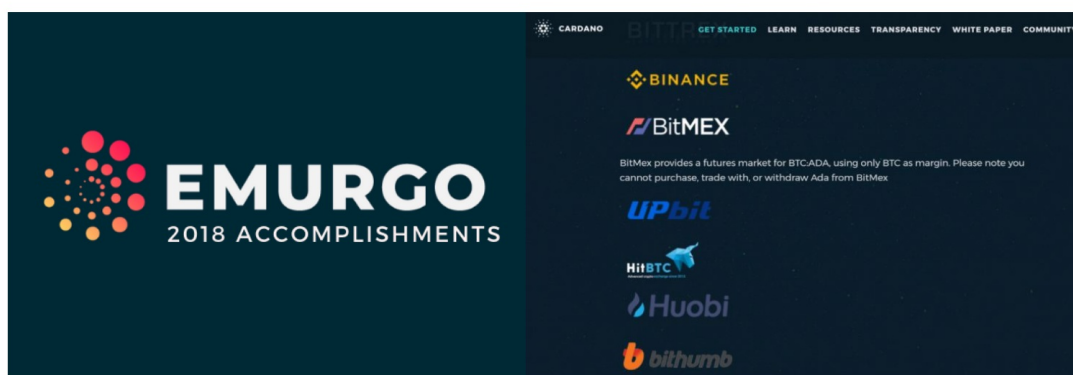 EMURGO
2018 ACCOMPLISHMENTS
CARDANO
BITTREX
GET STARTED LEARN RESOURCES TRANSPARENCY WHITE PAPER COMMUNITY
BINANCE
BitMEX
BitMex provides a futures market for BTC:ADA, using only BTC as margin. Please note you
cannot purchase, trade with, or withdraw Ada from BitMex
UPbit
HitBTC
Huobi
bithumb